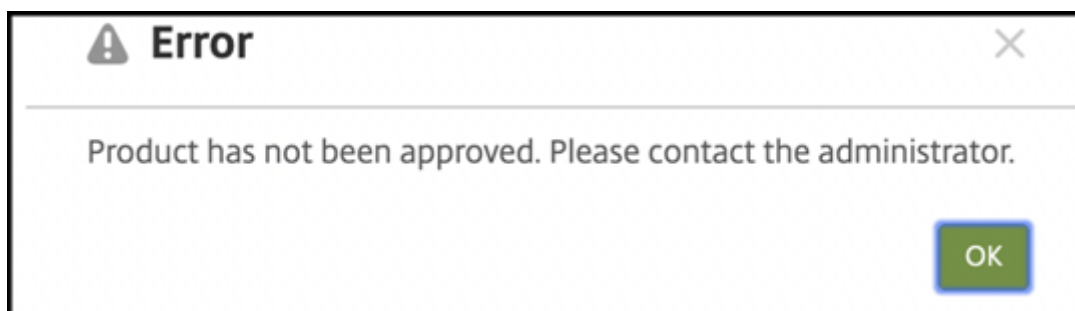 Error
Product has not been approved. Please contact the administrator.
OK